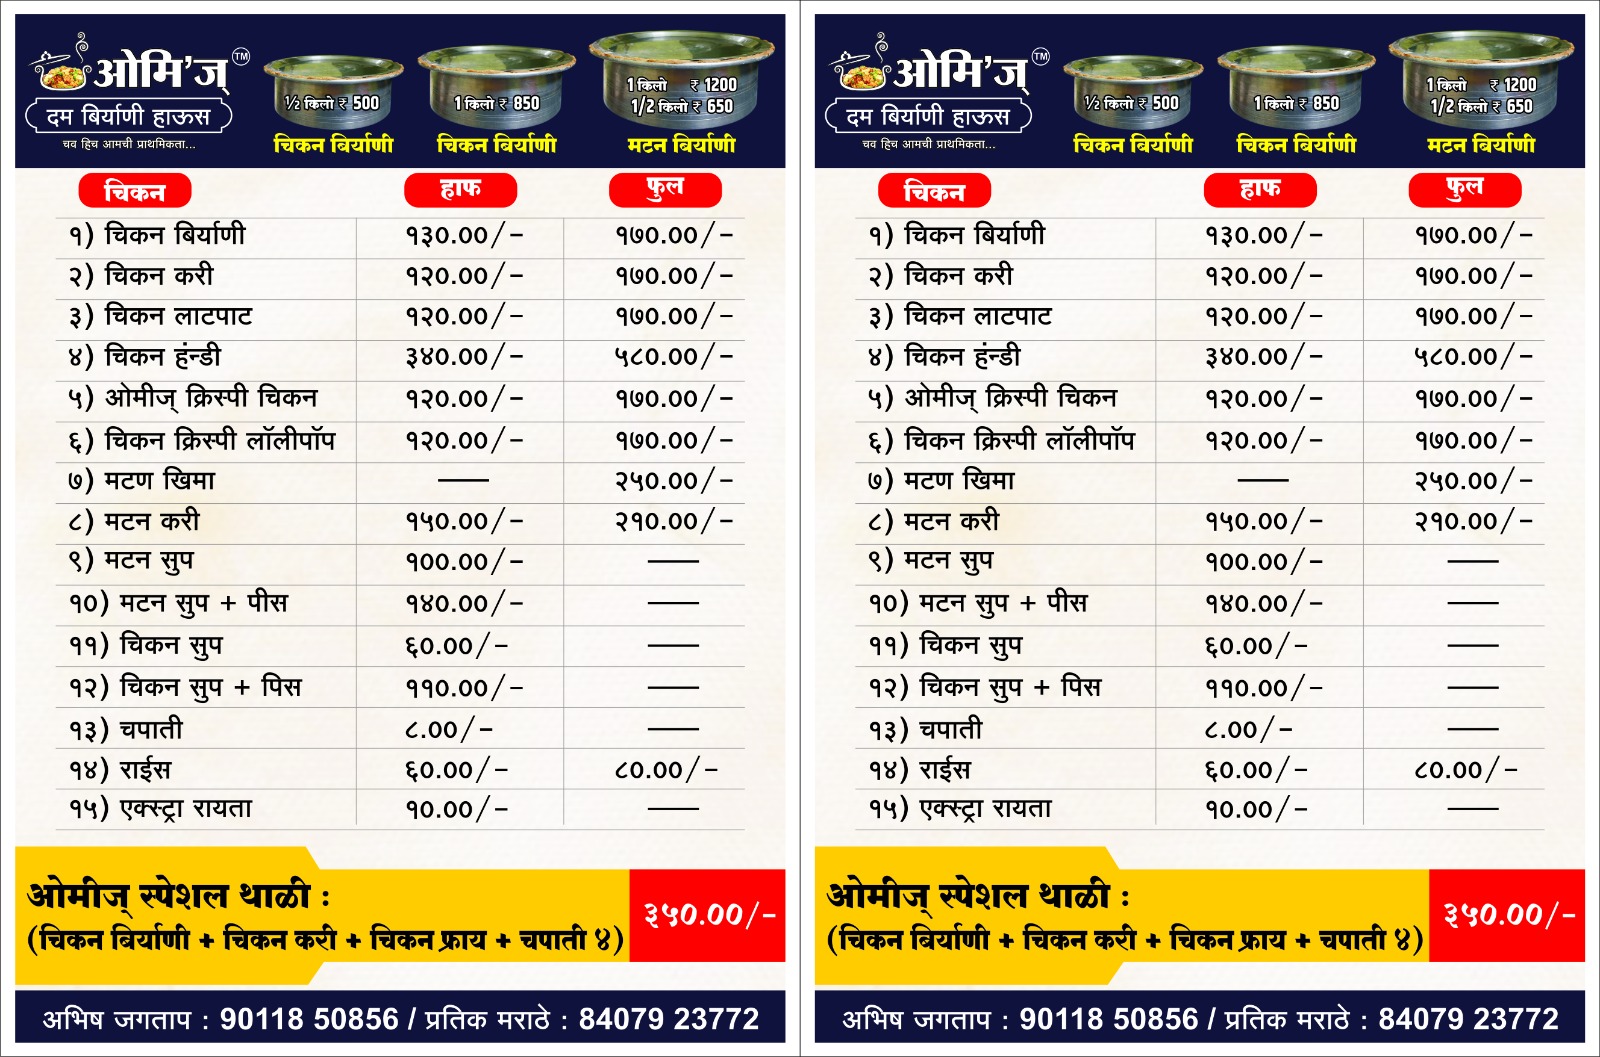 ओमि’ज् TM
दम बिर्याणी हाऊस
चव हिच आमची प्राथमिकता...
½ किलो ₹ 500
चिकन बिर्याणी
1 किलो ₹ 850
चिकन बिर्याणी
1 किलो ₹ 1200
1/2 किलो ₹ 650
मटन बिर्याणी
चिकन हाफ फुल
१) चिकन बिर्याणी १३०.००/- १७०.००/-
२) चिकन करी १२०.००/- १७०.००/-
३) चिकन लाटपाट १२०.००/- १७०.००/-
४) चिकन हंन्डी ३४०.००/- ५८०.००/-
५) ओमीज् क्रिस्पी चिकन १२०.००/- १७०.००/-
६) चिकन क्रिस्पी लॉलीपॉप १२०.००/- १७०.००/-
७) मटण खिमा —— २५०.००/-
८) मटन करी १५०.००/- २१०.००/-
९) मटन सुप १००.००/- ——
१०) मटन सुप + पीस १४०.००/- ——
११) चिकन सुप ६०.००/- ——
१२) चिकन सुप + पिस ११०.००/- ——
१३) चपाती ८.००/- ——
१४) राईस ६०.००/- ८०.००/-
१५) एक्स्ट्रा रायता १०.००/- ——
ओमीज् स्पेशल थाळी :
(चिकन बिर्याणी + चिकन करी + चिकन फ्राय + चपाती ४)
३५०.००/-
अभिष जगताप : 90118 50856 / प्रतिक मराठे : 84079 23772
ओमि’ज् TM
दम बिर्याणी हाऊस
चव हिच आमची प्राथमिकता...
½ किलो ₹ 500
चिकन बिर्याणी
1 किलो ₹ 850
चिकन बिर्याणी
1 किलो ₹ 1200
1/2 किलो ₹ 650
मटन बिर्याणी
चिकन हाफ फुल
१) चिकन बिर्याणी १३०.००/- १७०.००/-
२) चिकन करी १२०.००/- १७०.००/-
३) चिकन लाटपाट १२०.००/- १७०.००/-
४) चिकन हंन्डी ३४०.००/- ५८०.००/-
५) ओमीज् क्रिस्पी चिकन १२०.००/- १७०.००/-
६) चिकन क्रिस्पी लॉलीपॉप १२०.००/- १७०.००/-
७) मटण खिमा —— २५०.००/-
८) मटन करी १५०.००/- २१०.००/-
९) मटन सुप १००.००/- ——
१०) मटन सुप + पीस १४०.००/- ——
११) चिकन सुप ६०.००/- ——
१२) चिकन सुप + पिस ११०.००/- ——
१३) चपाती ८.००/- ——
१४) राईस ६०.००/- ८०.००/-
१५) एक्स्ट्रा रायता १०.००/- ——
ओमीज् स्पेशल थाळी :
(चिकन बिर्याणी + चिकन करी + चिकन फ्राय + चपाती ४)
३५०.००/-
अभिष जगताप : 90118 50856 / प्रतिक मराठे : 84079 23772